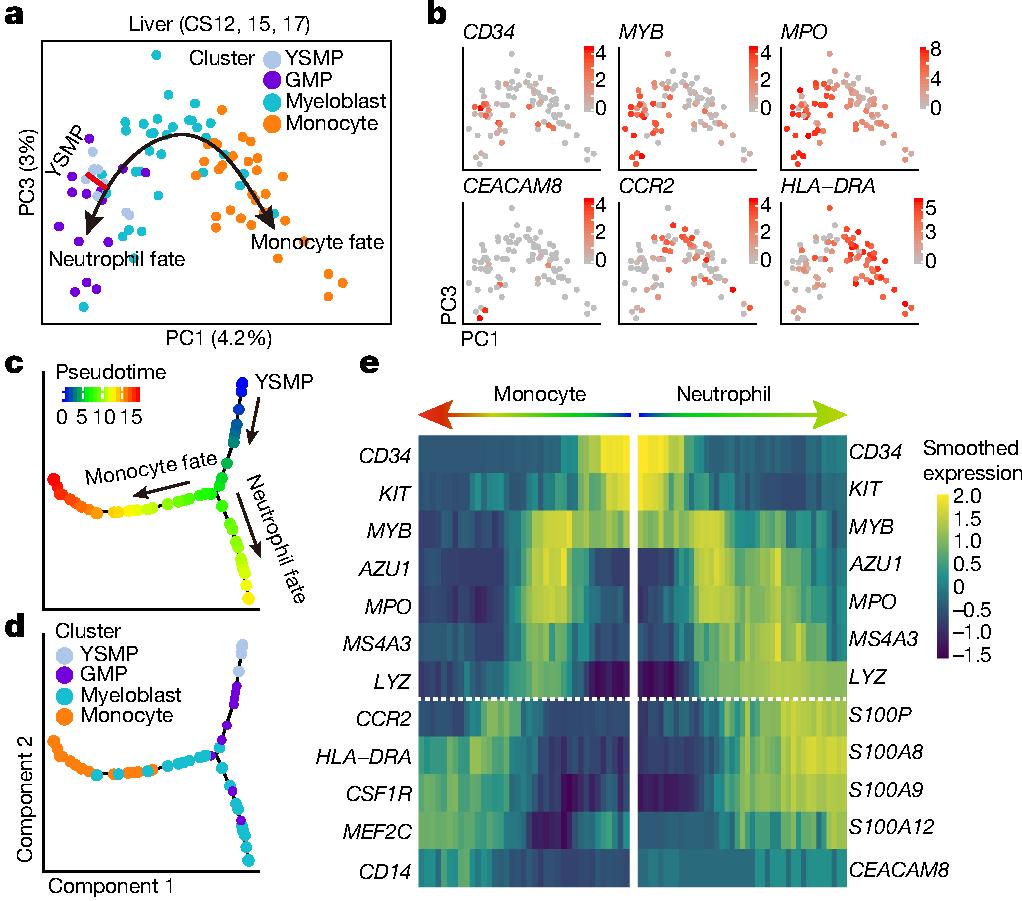 a
Liver (CS12, 15, 17)
Cluster
YSMP
GMP
Myeloblast
Monocyte
YSMP
Neutrophil fate
Monocyte fate
PC3 (3%)
PC1 (4.2%)
b
CD34
4
2
0
MYB
4
2
0
MPO
8
4
0
CEACAM8
4
2
0
CCR2
4
2
0
HLA–DRA
5
3
0
PC3
PC1
c
Pseudotime
0 5 10 15
YSMP
Monocyte fate
Neutrophil fate
d
Cluster
YSMP
GMP
Myeloblast
Monocyte
Component 2
Component 1
e
Monocyte
Neutrophil
CD34
KIT
MYB
AZU1
MPO
MS4A3
LYZ
CCR2
HLA–DRA
CSF1R
MEF2C
CD14
CD34
KIT
MYB
AZU1
MPO
MS4A3
LYZ
S100P
S100A8
S100A9
S100A12
CEACAM8
Smoothed
expression
2.0
1.5
1.0
0.5
0
–0.5
–1.0
–1.5